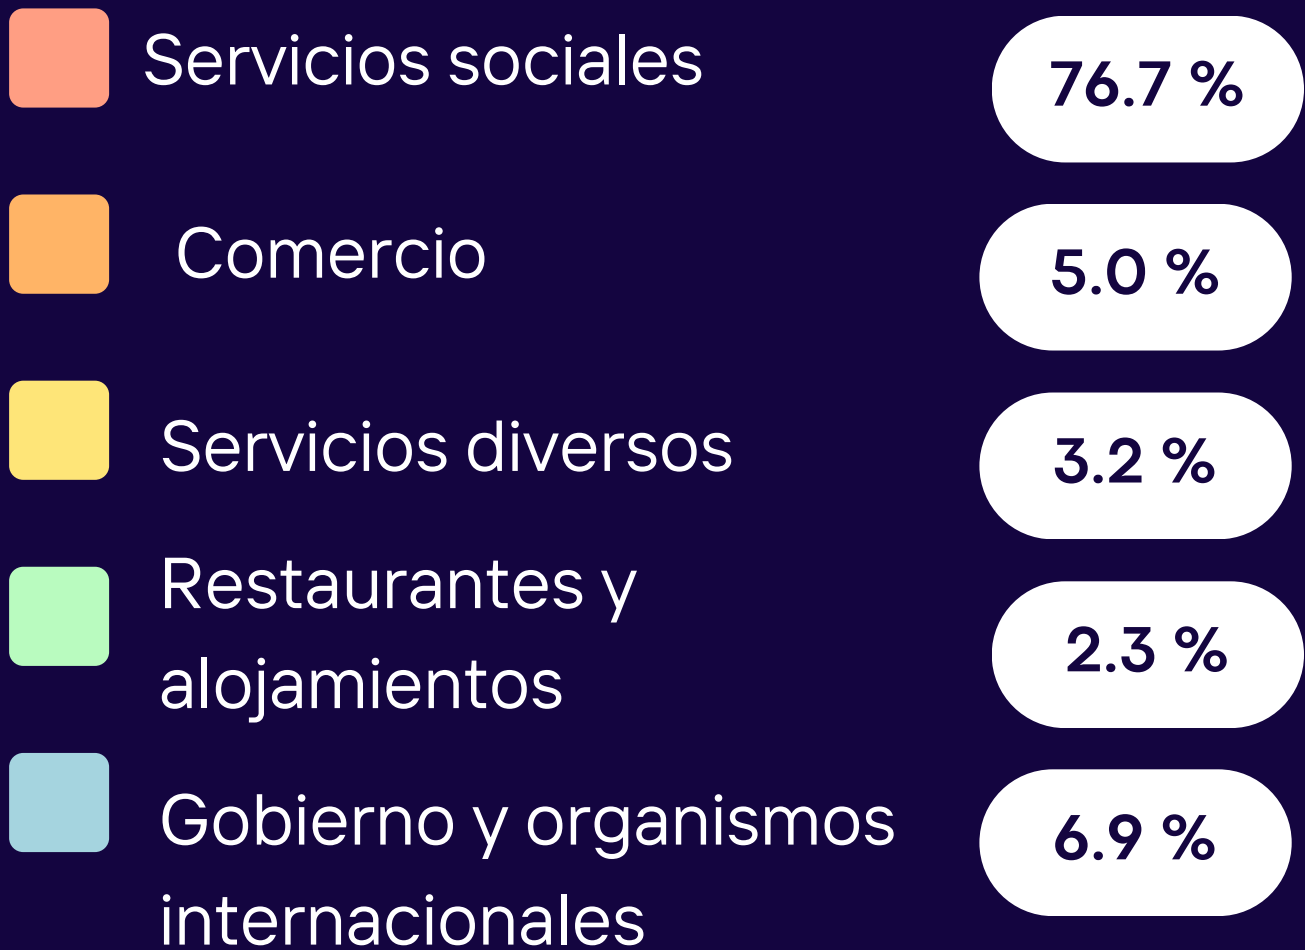 Servicios sociales
76.7 %
Comercio
5.0 %
Servicios diversos
3.2 %
Restaurantes y
alojamientos
2.3 %
Gobierno y organismos
internacionales
6.9 %